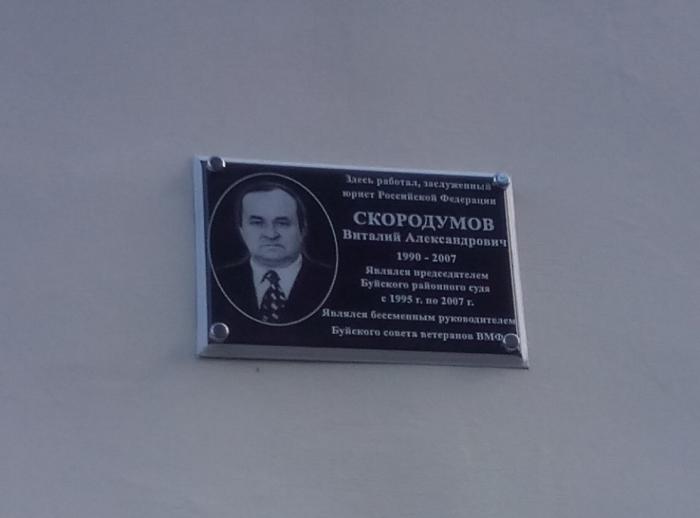 Здесь работал, заслуженный
юрист Российской Федерации
СКОРОДУМОВ
Виталий Александрович
1990 - 2007
Являлся председателем
Буйского районного суда
с 1995 г. по 2007 г.
Являлся бессменным руководителем
Буйского совета ветеранов ВМФ